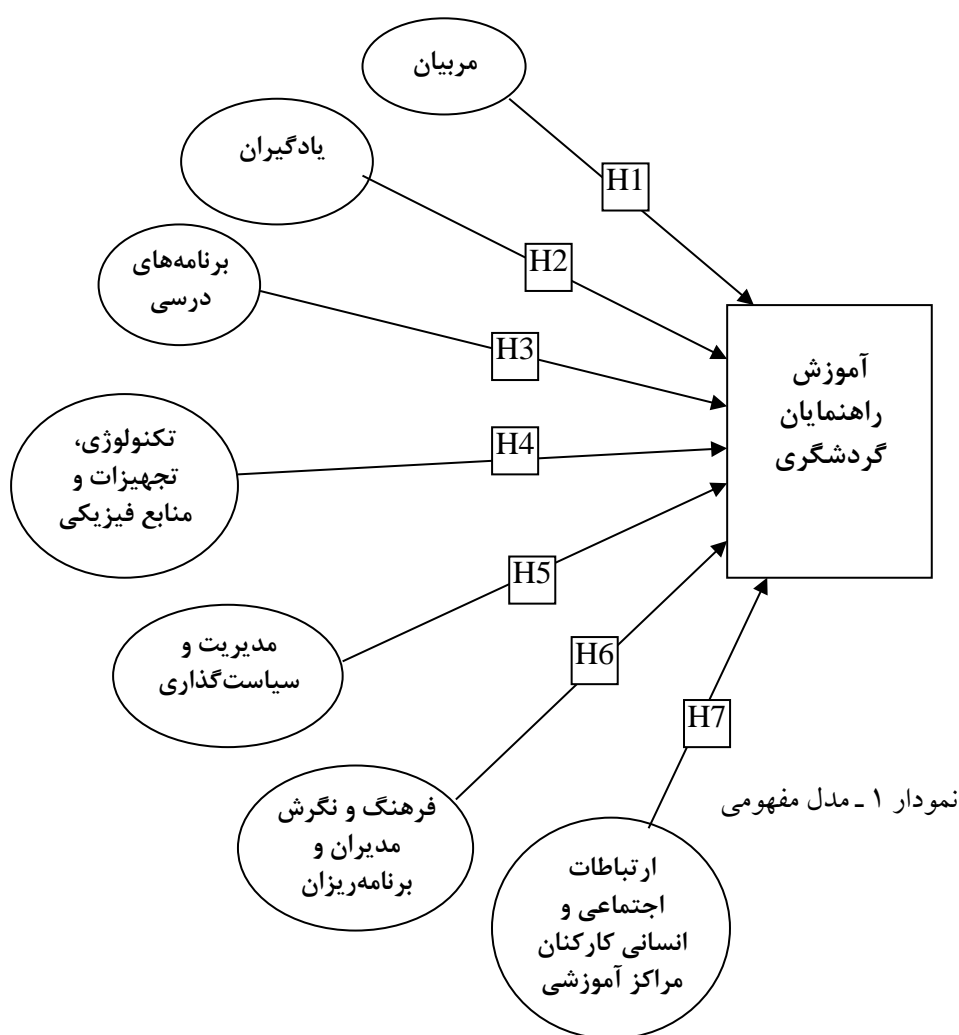 مربیان
یادگیران
H1
H2
برنامه‌های
درسی
H3
آموزش
راهنمایان
گردشگری
تکنولوژی،
تجهیزات و
منابع فیزیکی
H4
H5
مدیریت و
سیاست‌گذاری
H6
H7
فرهنگ و نگرش
مدیران و
برنامه‌ریزان
نمودار ۱ ـ مدل مفهومی
ارتباطات
اجتماعی و
انسانی کارکنان
مراکز آموزشی